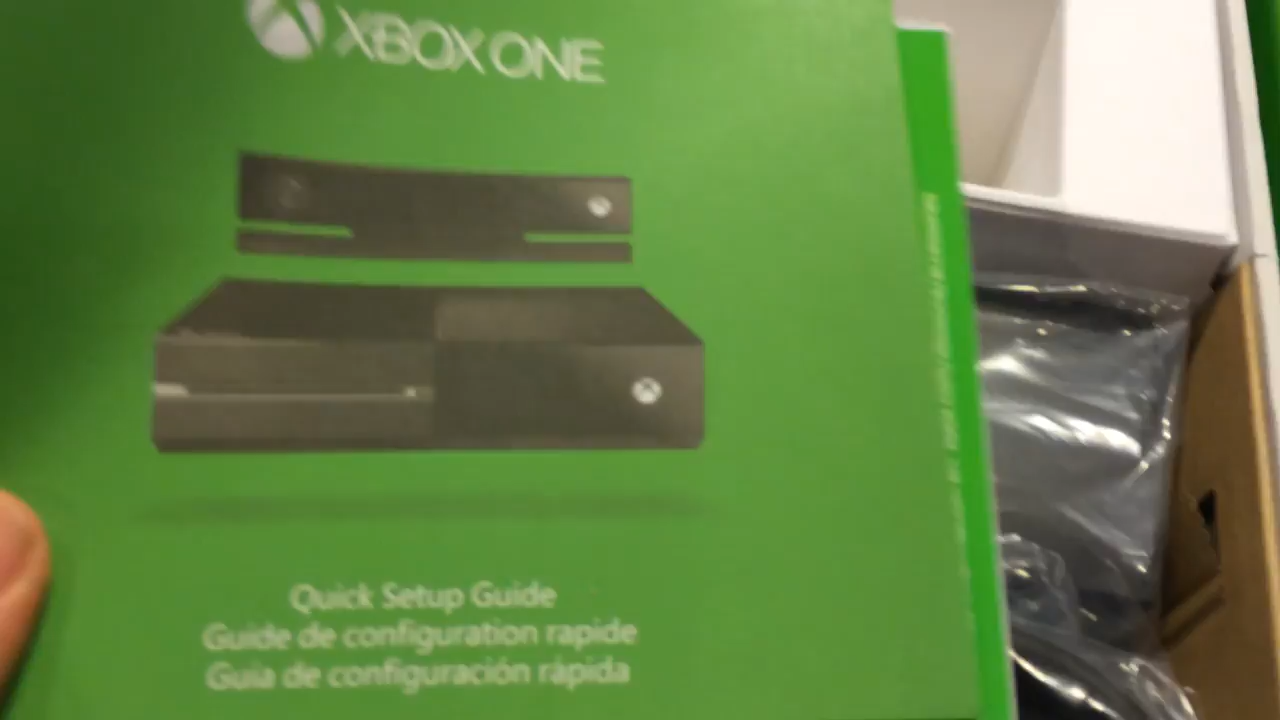 XBOX ONE
Quick Setup Guide
Guide de configuration rapide
Guía de configuración rápida